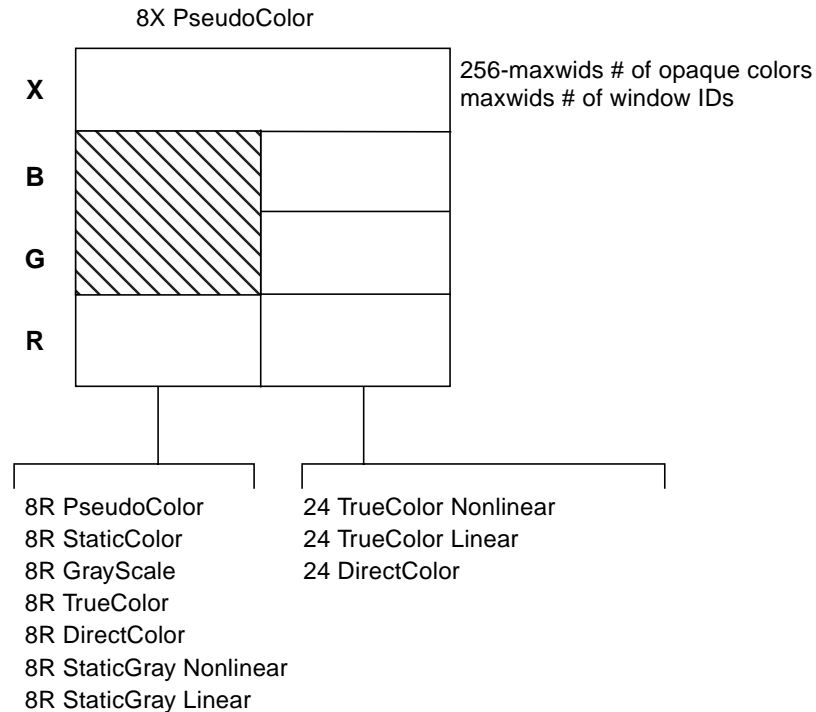 8X PseudoColor
X
256-maxwids # of opaque colors
maxwids # of window IDs
B
G
R
8R PseudoColor
8R StaticColor
8R GrayScale
8R TrueColor
8R DirectColor
8R StaticGray Nonlinear
8R StaticGray Linear
24 TrueColor Nonlinear
24 TrueColor Linear
24 DirectColor